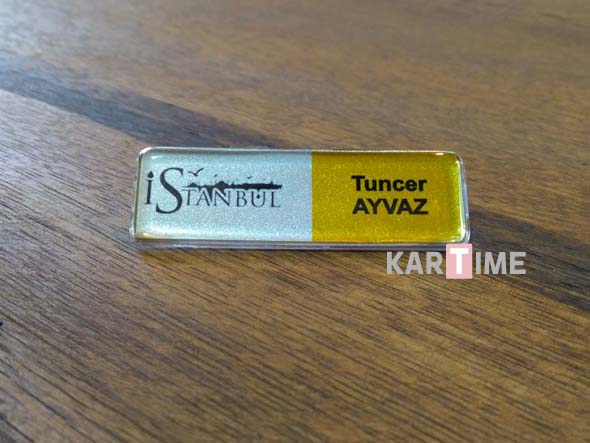 iSTANBUL
Tuncer
AYVAZ
KARTIME